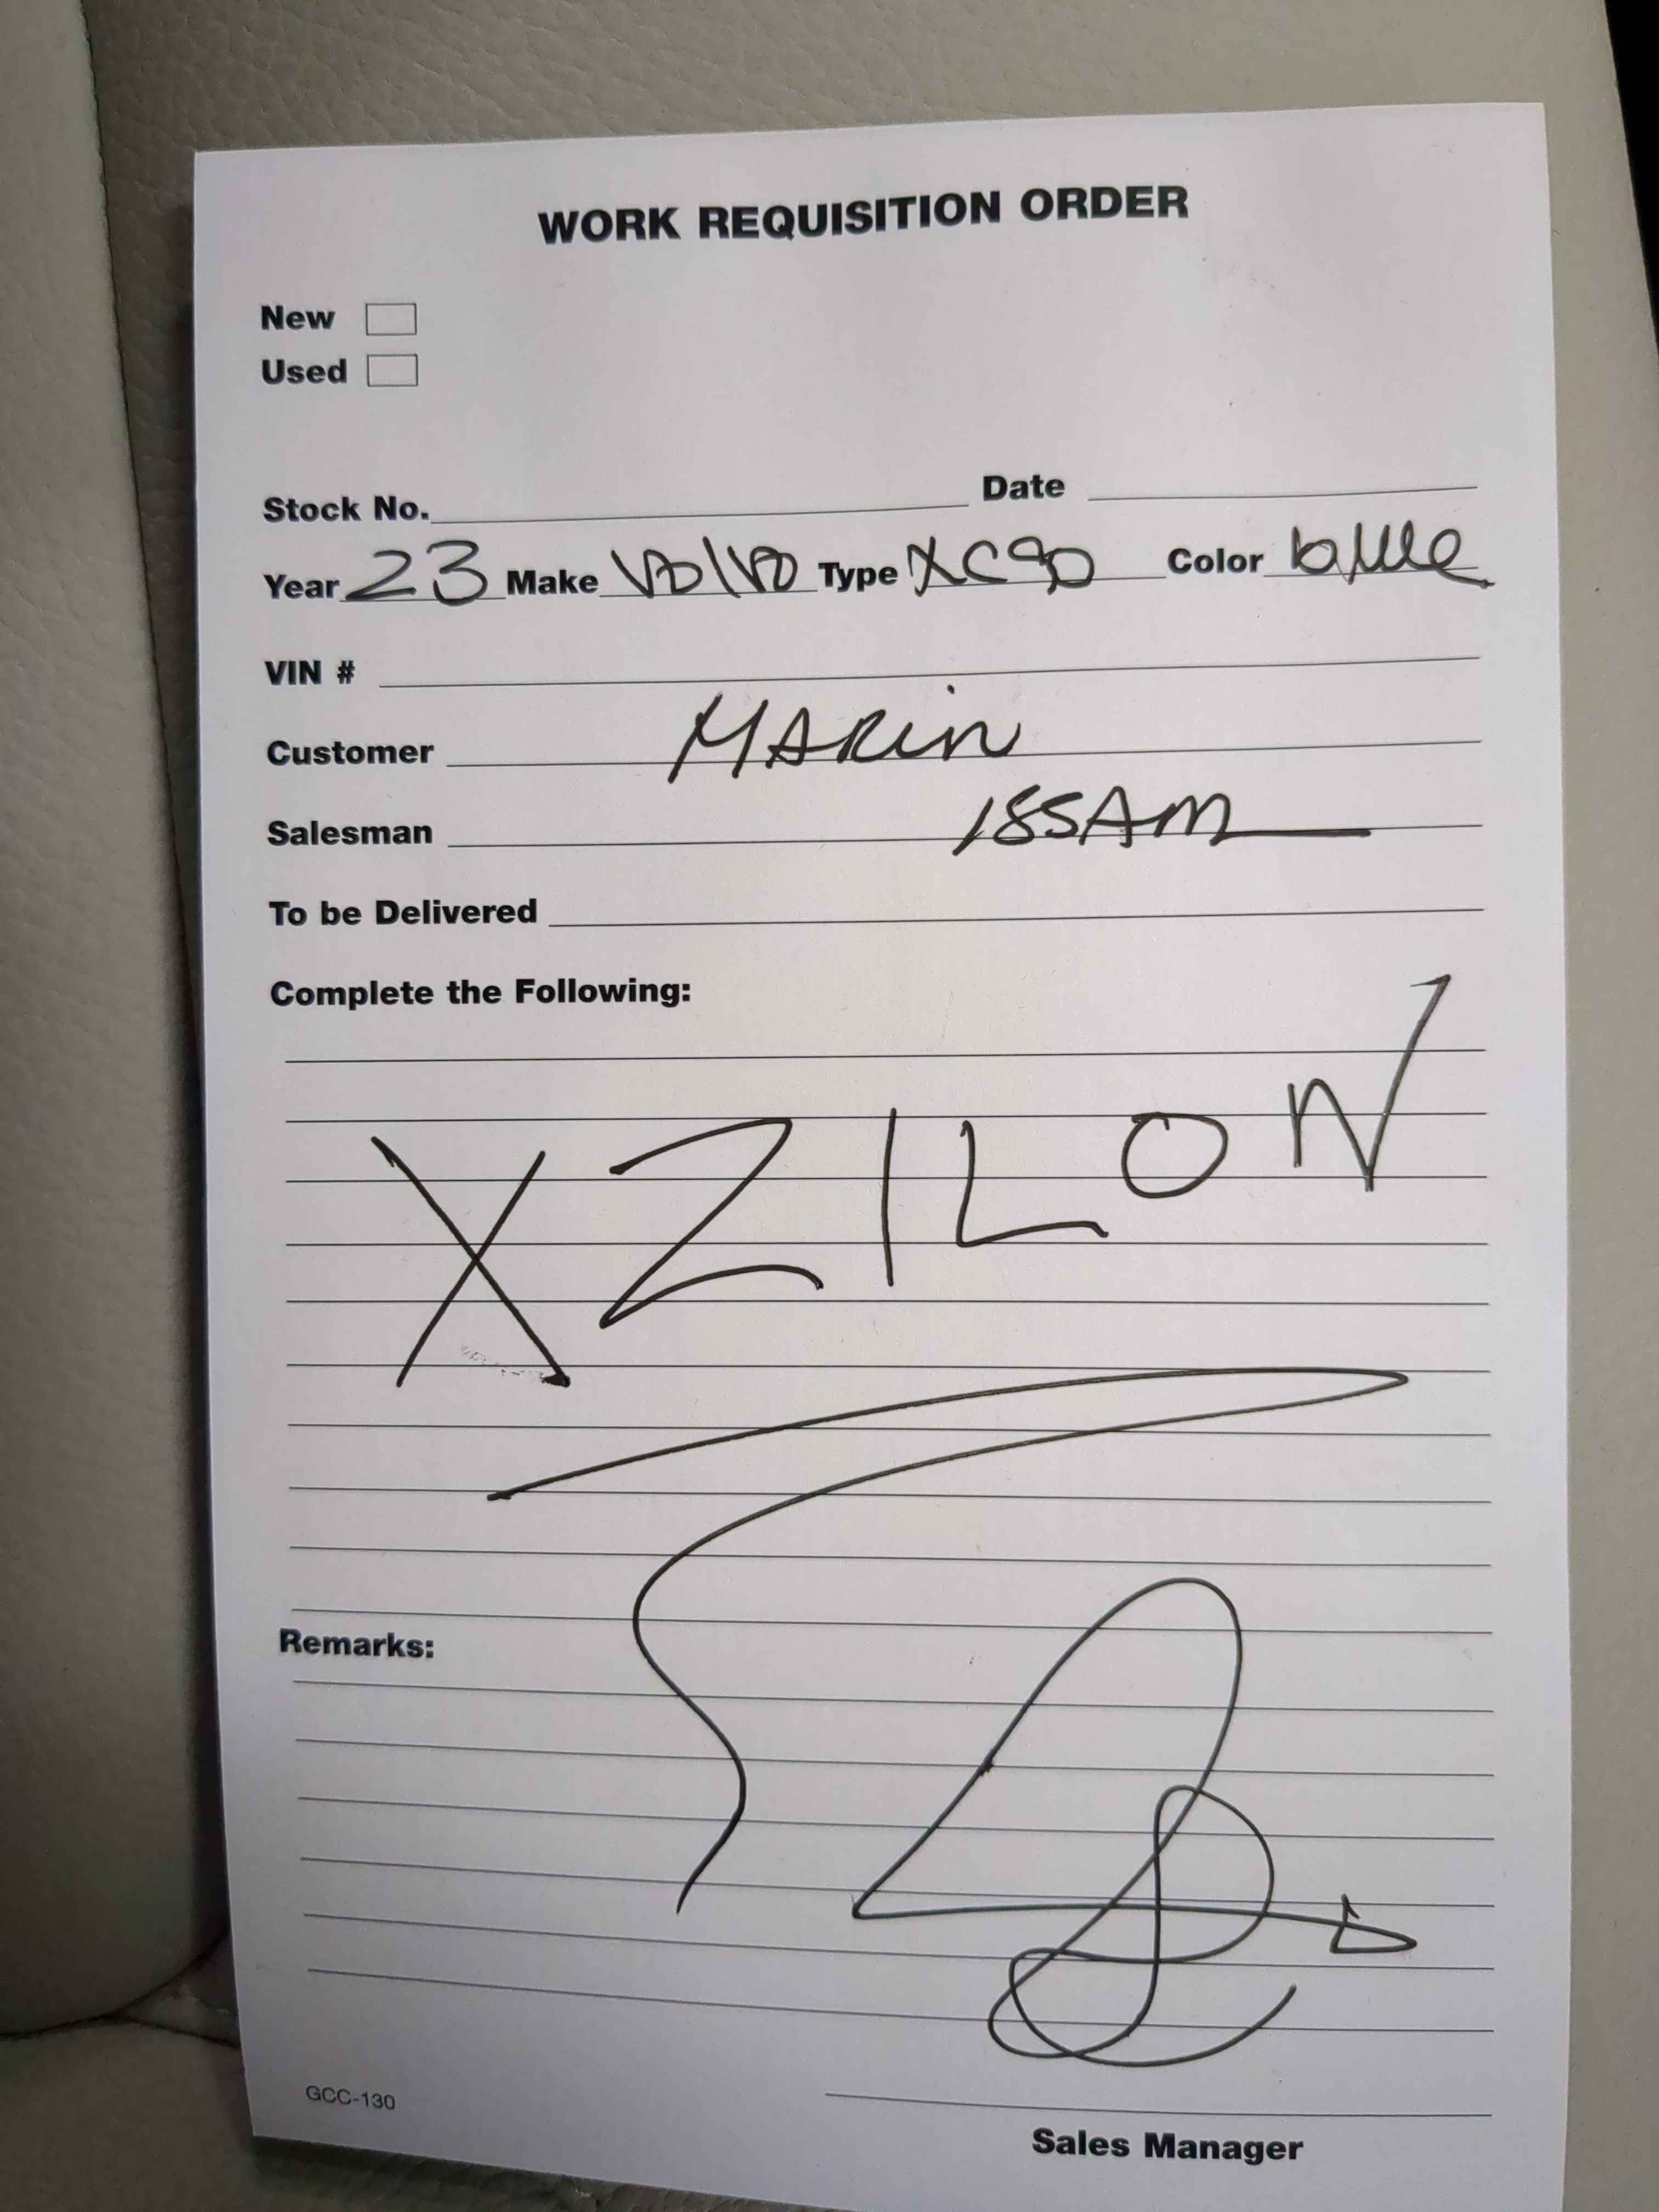 WORK REQUISITION ORDER
New
Used
Stock No. Date
Year 23 Make Volvo Type XC90 Color blue
VIN #
Customer MARin
Salesman ISSAM
To be Delivered
Complete the Following:
XZILON
Remarks:
GCC-130
Sales Manager